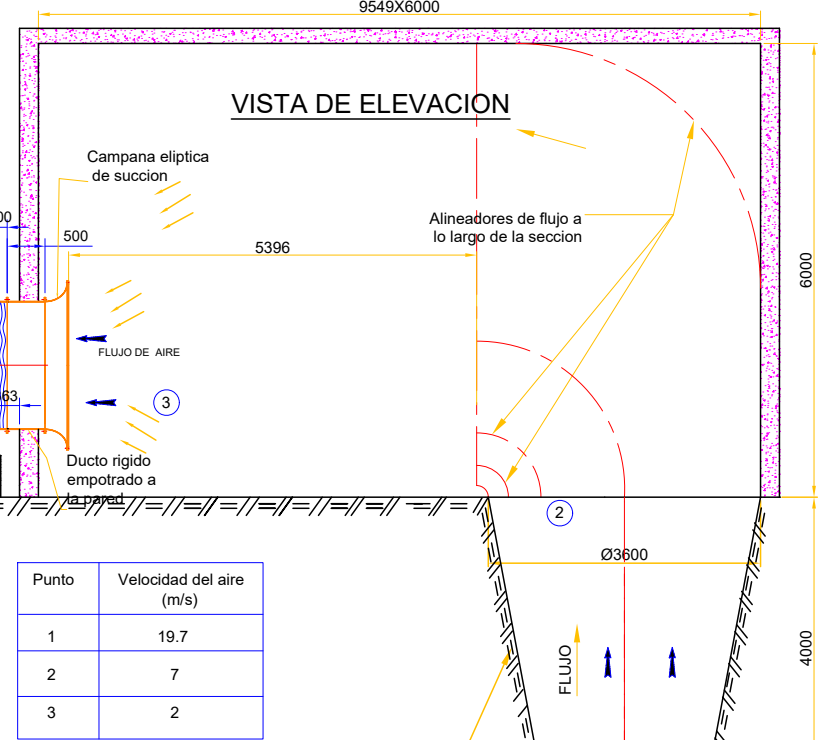 9549X6000
VISTA DE ELEVACION
Campana eliptica
de succion
500
5396
Alineadores de flujo a
lo largo de la seccion
6000
FLUJO DE AIRE
3
Ducto rigido
empotrado a
la pared
2
Ø3600
FLUJO
4000
Punto Velocidad del aire
(m/s)
1 19.7
2 7
3 2